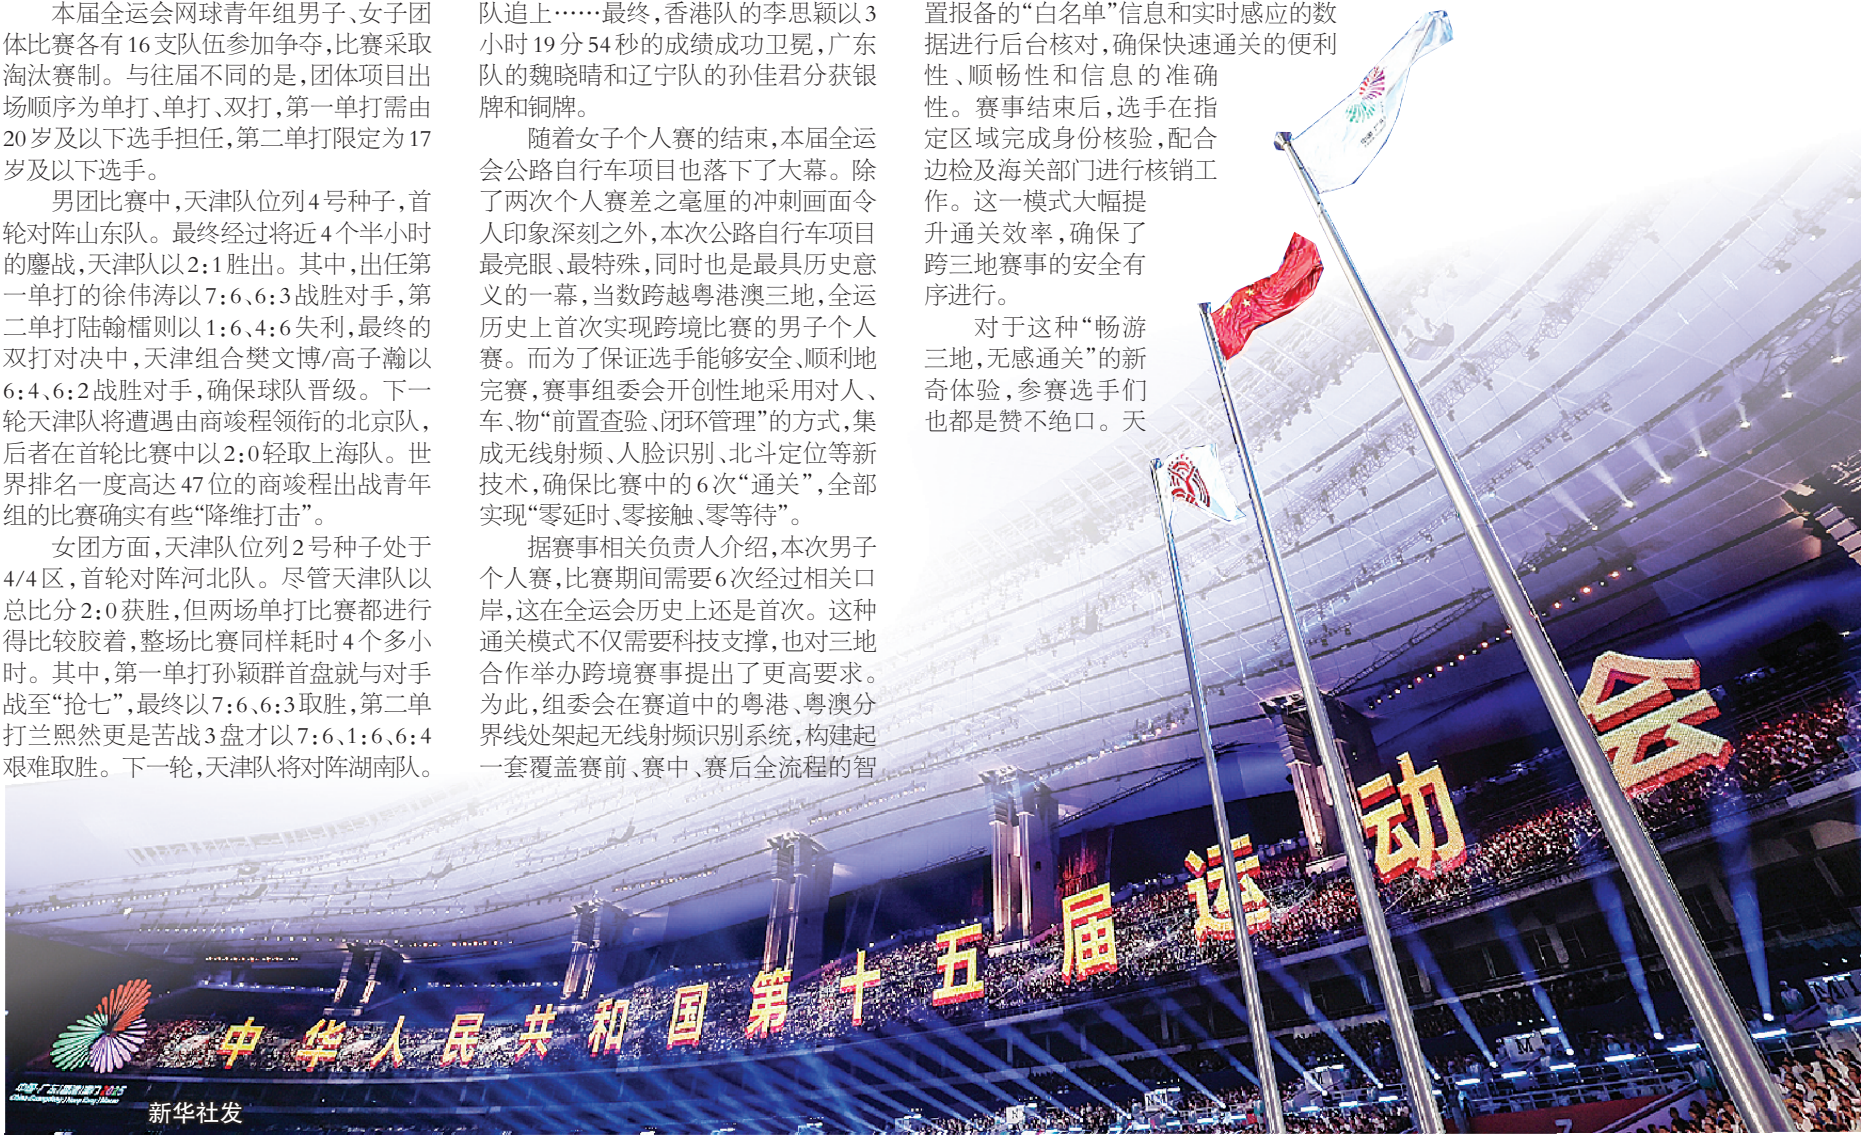 本届全运会网球青年组男子、女子团
体比赛各有16支队伍参加争夺,比赛采取
淘汰赛制。与往届不同的是,团体项目出
场顺序为单打、单打、双打,第一单打需由
20岁及以下选手担任,第二单打限定为17
岁及以下选手。
男团比赛中,天津队位列4号种子,首
轮对阵山东队。最终经过将近4个半小时
的鏖战,天津队以2:1胜出。其中,出任第
一单打的徐伟涛以7:6、6:3战胜对手,第
二单打陆翰橿则以1:6、4:6失利,最终的
双打对决中,天津组合樊文博/高子瀚以
6:4、6:2战胜对手,确保球队晋级。下一
轮天津队将遭遇由商竣程领衔的北京队,
后者在首轮比赛中以2:0轻取上海队。世
界排名一度高达47位的商竣程出战青年
组的比赛确实有些“降维打击”。
女团方面,天津队位列2号种子处于
4/4区,首轮对阵河北队。尽管天津队以
总比分2:0获胜,但两场单打比赛都进行
得比较胶着,整场比赛同样耗时4个多小
时。其中,第一单打孙颖群首盘就与对手
战至“抢七”,最终以7:6、6:3取胜,第二单
打兰熙然更是苦战3盘才以7:6、1:6、6:4
艰难取胜。下一轮,天津队将对阵湖南队。
队追上……最终,香港队的李思颖以3
小时19分54秒的成绩成功卫冕,广东
队的魏晓晴和辽宁队的孙佳君分获银
牌和铜牌。
随着女子个人赛的结束,本届全运
会公路自行车项目也落下了大幕。除
了两次个人赛差之毫厘的冲刺画面令
人印象深刻之外,本次公路自行车项目
最亮眼、最特殊,同时也是最具历史意
义的一幕,当数跨越粤港澳三地,全运
历史上首次实现跨境比赛的男子个人
赛。而为了保证选手能够安全、顺利地
完赛,赛事组委会开创性地采用对人、
车、物“前置查验、闭环管理”的方式,集
成无线射频、人脸识别、北斗定位等新
技术,确保比赛中的6次“通关”,全部
实现“零延时、零接触、零等待”。
据赛事相关负责人介绍,本次男子
个人赛,比赛期间需要6次经过相关口
岸,这在全运会历史上还是首次。这种
通关模式不仅需要科技支撑,也对三地
合作举办跨境赛事提出了更高要求。
为此,组委会在赛道中的粤港、粤澳分
界线处架起无线射频识别系统,构建起
一套覆盖赛前、赛中、赛后全流程的智
置报备的“白名单”信息和实时感应的数
据进行后台核对,确保快速通关的便利
性、顺畅性和信息的准确
性。赛事结束后,选手在指
定区域完成身份核验,配合
边检及海关部门进行核销工
作。这一模式大幅提
升通关效率,确保了
跨三地赛事的安全有
序进行。
对于这种“畅游
三地,无感通关”的新
奇体验,参赛选手们
也都是赞不绝口。天
中华人民共和国第十五届运动会
新华社发